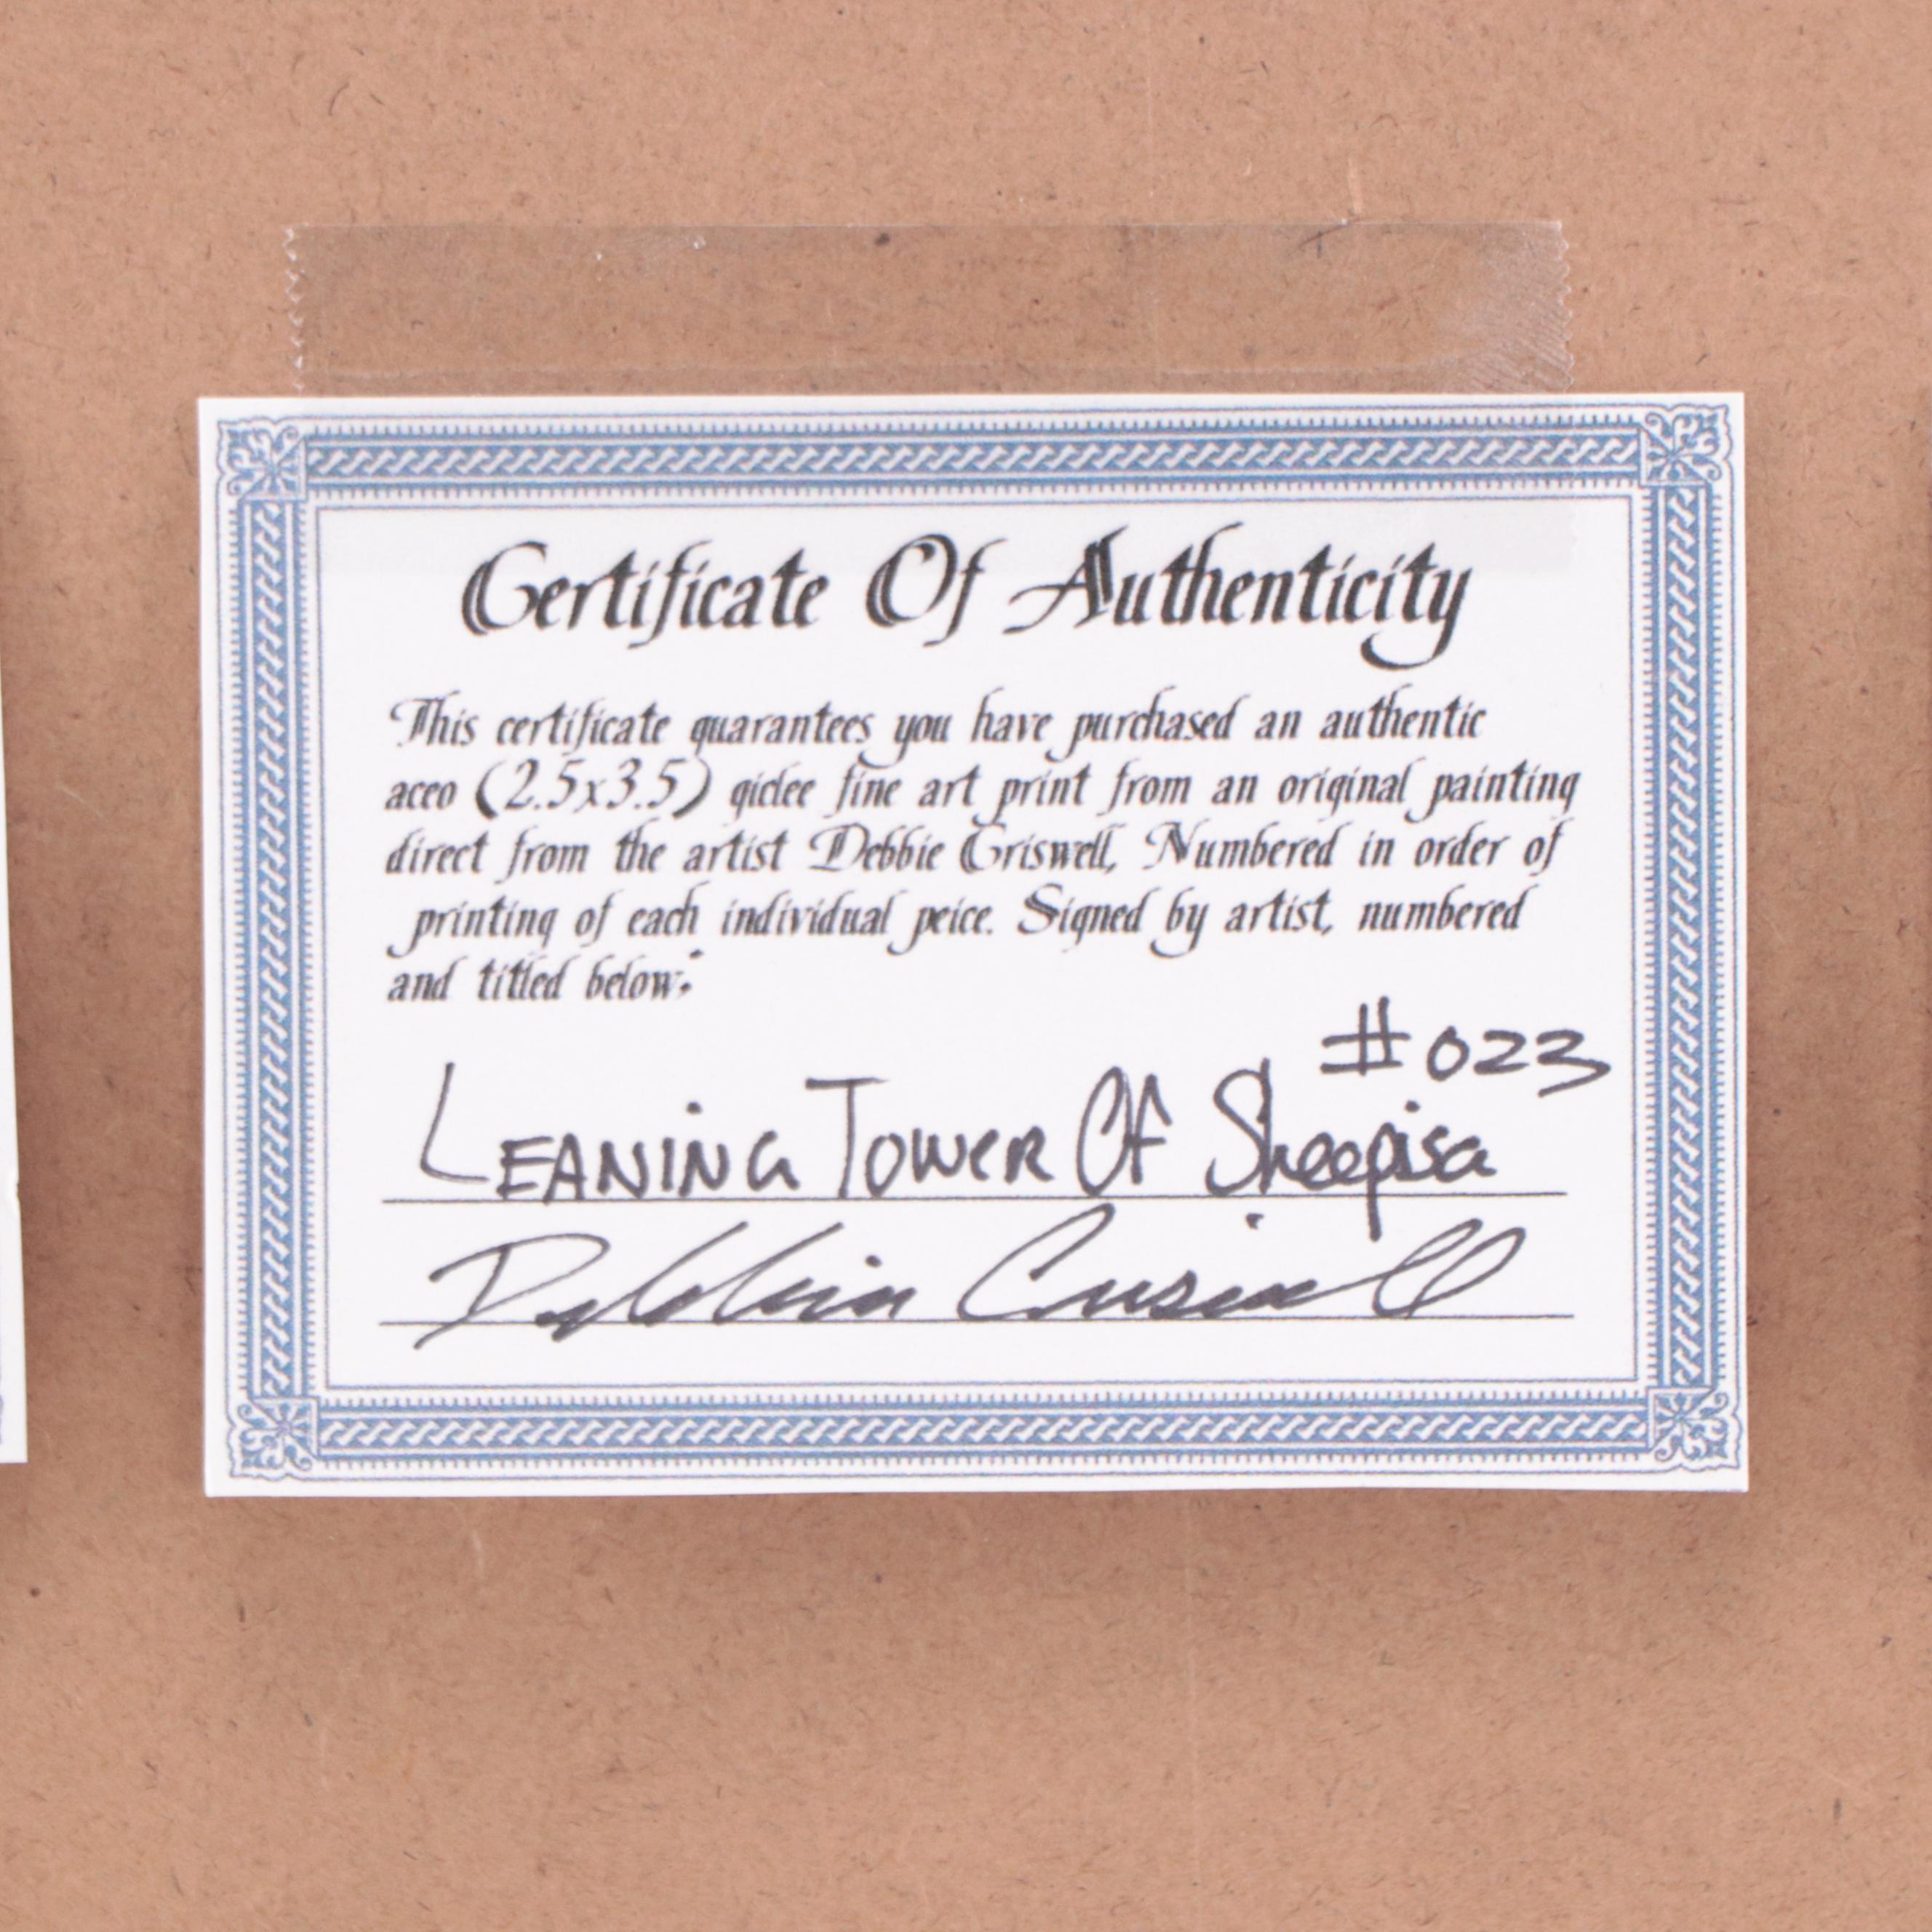 Certificate Of Authenticity
This certificate guarantees you have purchased an authentic
aceo (2.5x3.5) giclee fine art print from an original painting
direct from the artist Debbie Criswell, Numbered in order of
printing of each individual peice. Signed by artist, numbered
and titled below:
#023
LEANING TOWER OF Sheepisa
Debbie Criswell